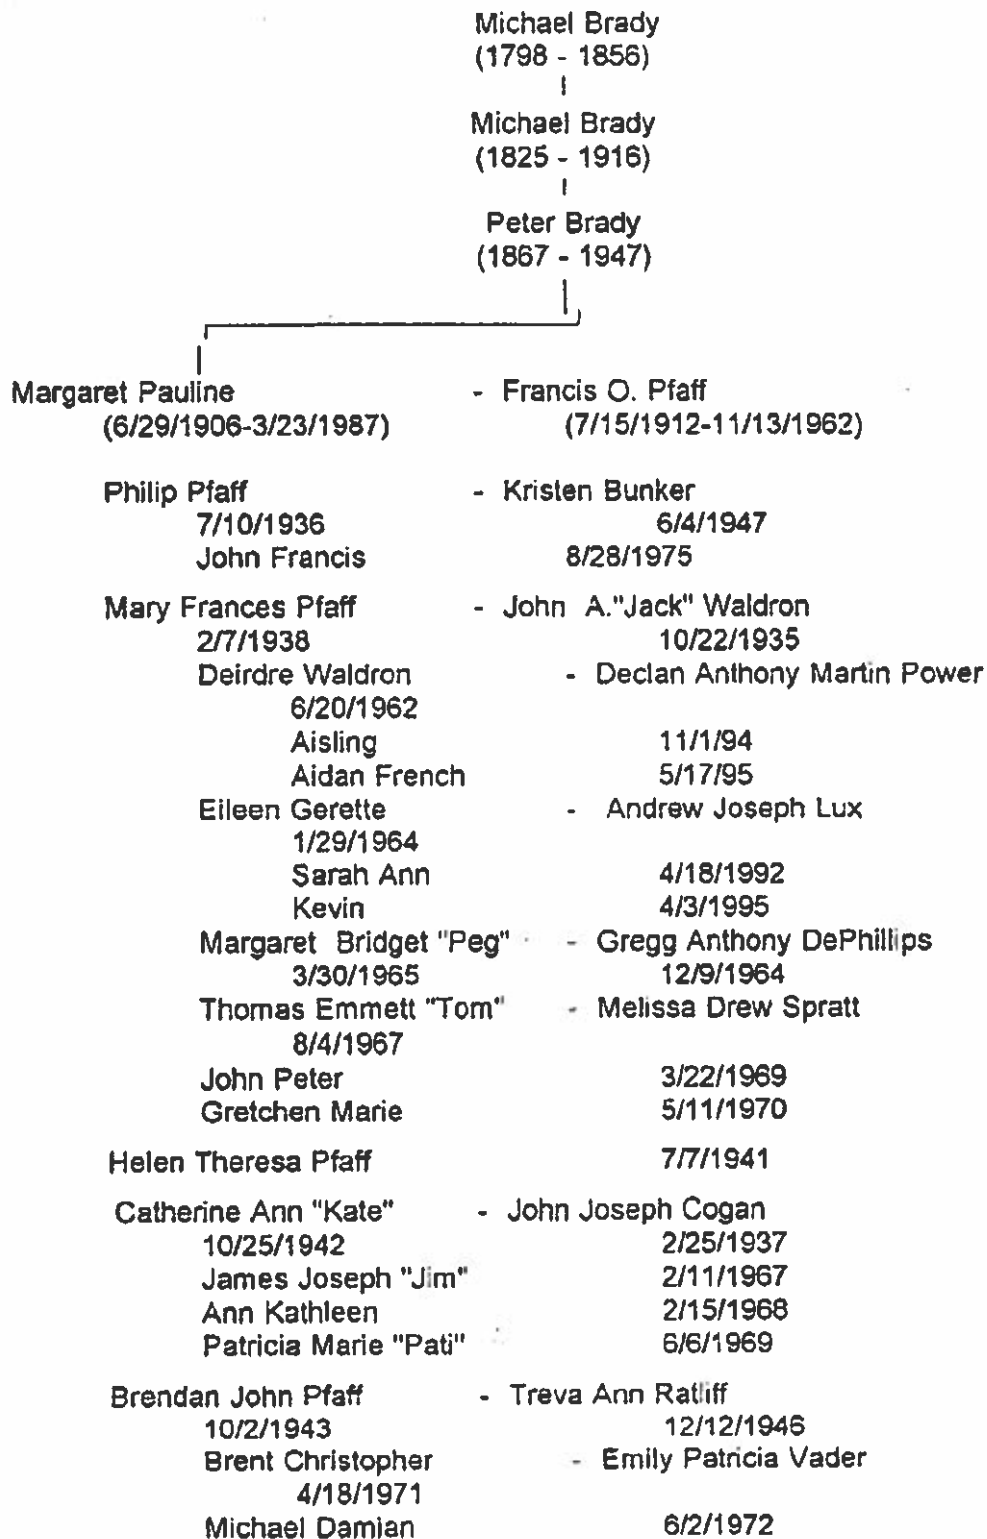 Michael Brady
(1798 - 1856)
Michael Brady
(1825 - 1916)
Peter Brady
(1867 - 1947)
Margaret Pauline - Francis O. Pfaff
(6/29/1906-3/23/1987) (7/15/1912-11/13/1962)
Philip Pfaff - Kristen Bunker
7/10/1936 6/4/1947
John Francis 8/28/1975
Mary Frances Pfaff - John A."Jack" Waldron
2/7/1938 10/22/1935
Deirdre Waldron - Declan Anthony Martin Power
6/20/1962
Aisling 11/1/94
Aidan French 5/17/95
Eileen Gerette - Andrew Joseph Lux
1/29/1964
Sarah Ann 4/18/1992
Kevin 4/3/1995
Margaret Bridget "Peg" - Gregg Anthony DePhillips
3/30/1965 12/9/1964
Thomas Emmett "Tom" - Melissa Drew Spratt
8/4/1967
John Peter 3/22/1969
Gretchen Marie 5/11/1970
Helen Theresa Pfaff 7/7/1941
Catherine Ann "Kate" - John Joseph Cogan
10/25/1942 2/25/1937
James Joseph "Jim" 2/11/1967
Ann Kathleen 2/15/1968
Patricia Marie "Pati" 6/6/1969
Brendan John Pfaff - Treva Ann Ratliff
10/2/1943 12/12/1946
Brent Christopher - Emily Patricia Vader
4/18/1971
Michael Damian 6/2/1972